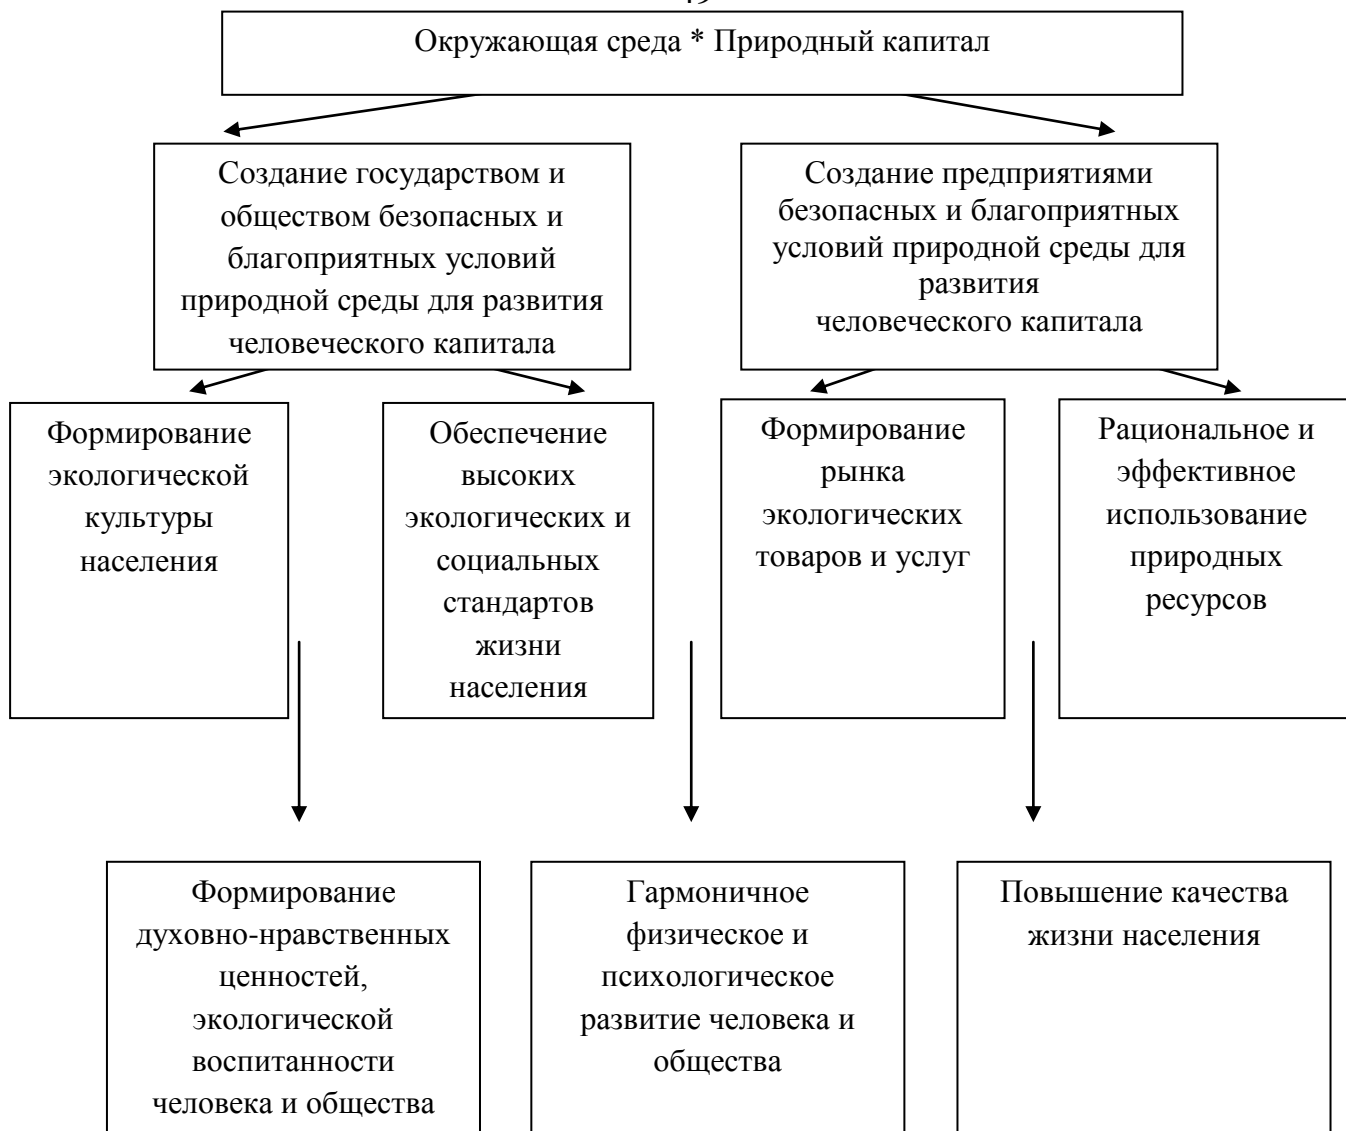 Окружающая среда * Природный капитал
Создание государством и
обществом безопасных и
благоприятных условий
природной среды для развития
человеческого капитала
Создание предприятиями
безопасных и благоприятных
условий природной среды для
развития
человеческого капитала
Формирование
экологической
культуры
населения
Обеспечение
высоких
экологических и
социальных
стандартов
жизни
населения
Формирование
рынка
экологических
товаров и услуг
Рациональное и
эффективное
использование
природных
ресурсов
Формирование
духовно-нравственных
ценностей,
экологической
воспитанности
человека и общества
Гармоничное
физическое и
психологическое
развитие человека и
общества
Повышение качества
жизни населения